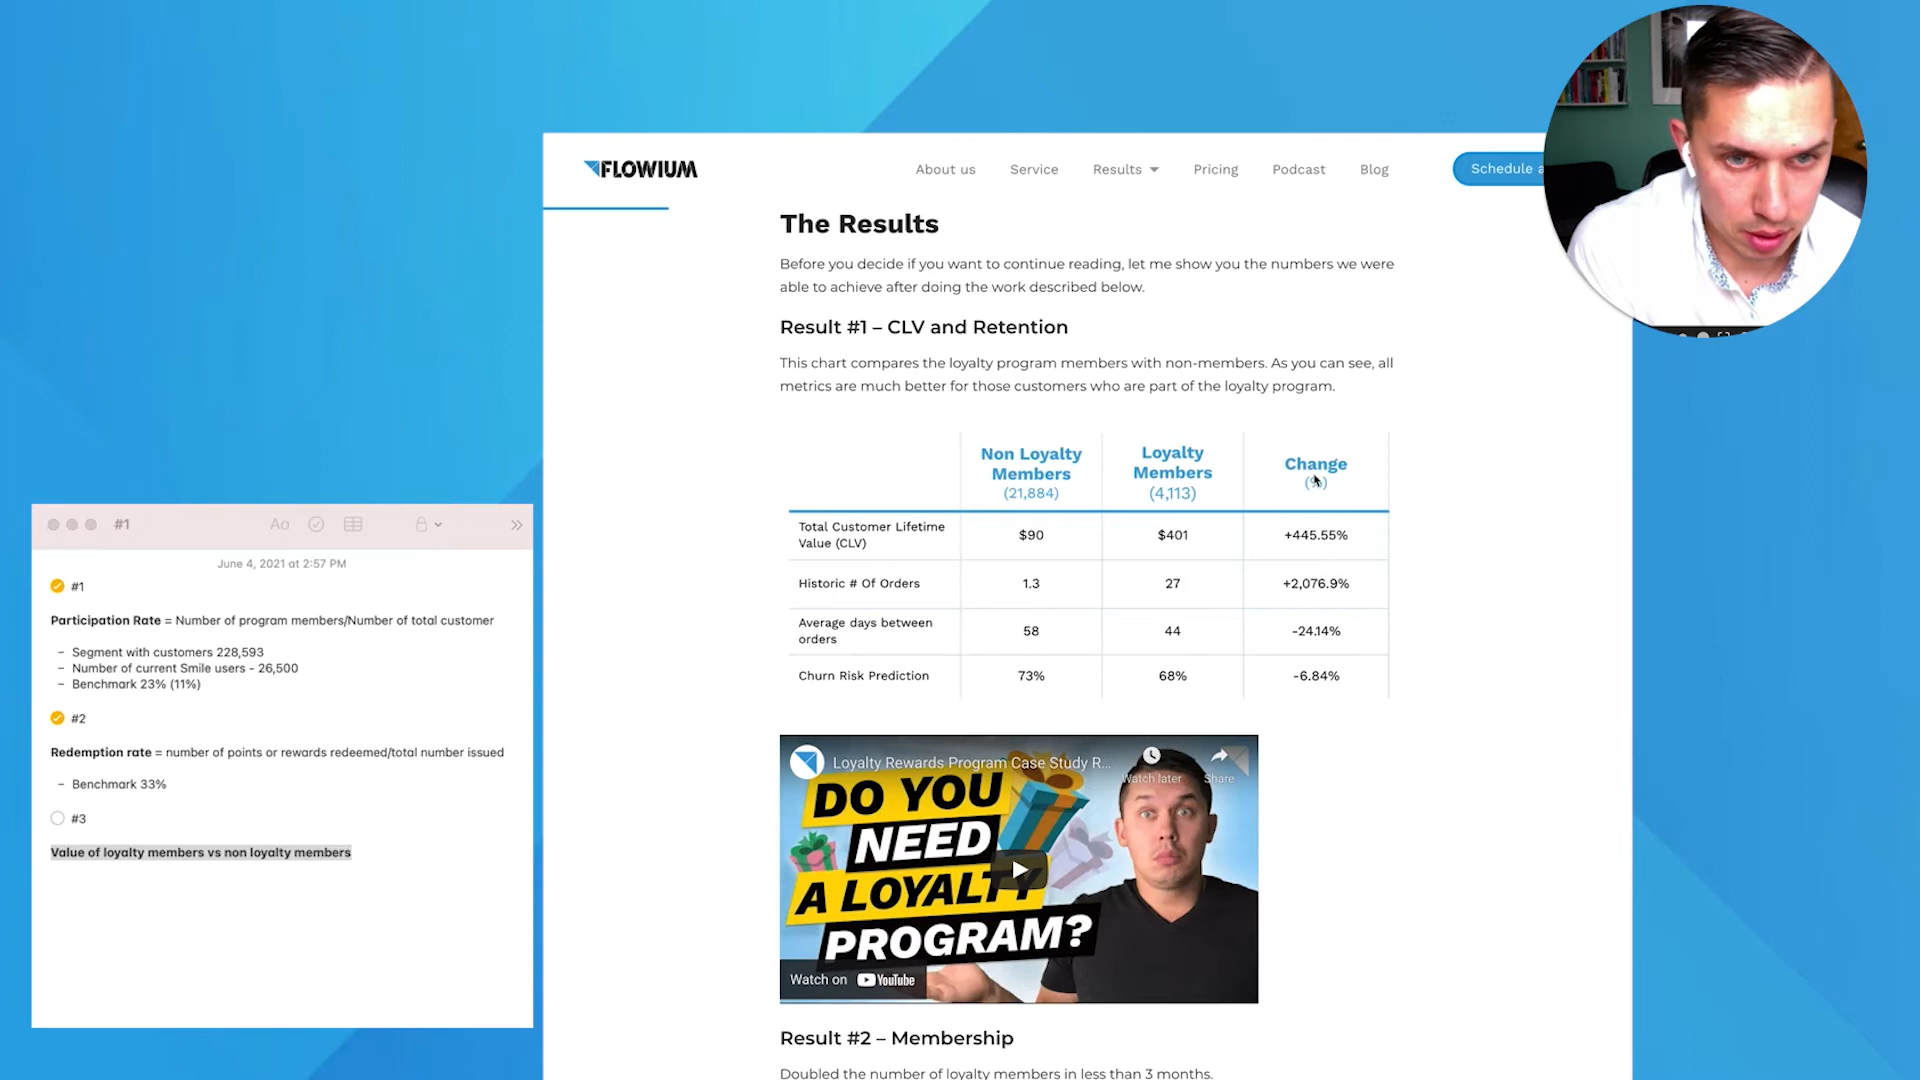 FLOWIUM
About us
Service
Results
Pricing
Podcast
Blog
Schedule a
The Results
Before you decide if you want to continue reading, let me show you the numbers we were
able to achieve after doing the work described below.
Result #1 – CLV and Retention
This chart compares the loyalty program members with non-members. As you can see, all
metrics are much better for those customers who are part of the loyalty program.
Non Loyalty
Members
(21,884)
Loyalty
Members
(4,113)
Change
(%)
Total Customer Lifetime
Value (CLV)
$90
$401
+445.55%
Historic # Of Orders
1.3
27
+2,076.9%
Average days between
orders
58
44
-24.14%
Churn Risk Prediction
73%
68%
-6.84%
Loyalty Rewards Program Case Study R...
Watch later
Share
DO YOU
NEED
A LOYALTY
PROGRAM?
Watch on YouTube
Result #2 – Membership
Doubled the number of loyalty members in less than 3 months.
#1
Aa
June 4, 2021 at 2:57 PM
#1
Participation Rate = Number of program members/Number of total customer
– Segment with customers 228,593
– Number of current Smile users - 26,500
– Benchmark 23% (11%)
#2
Redemption rate = number of points or rewards redeemed/total number issued
– Benchmark 33%
#3
Value of loyalty members vs non loyalty members